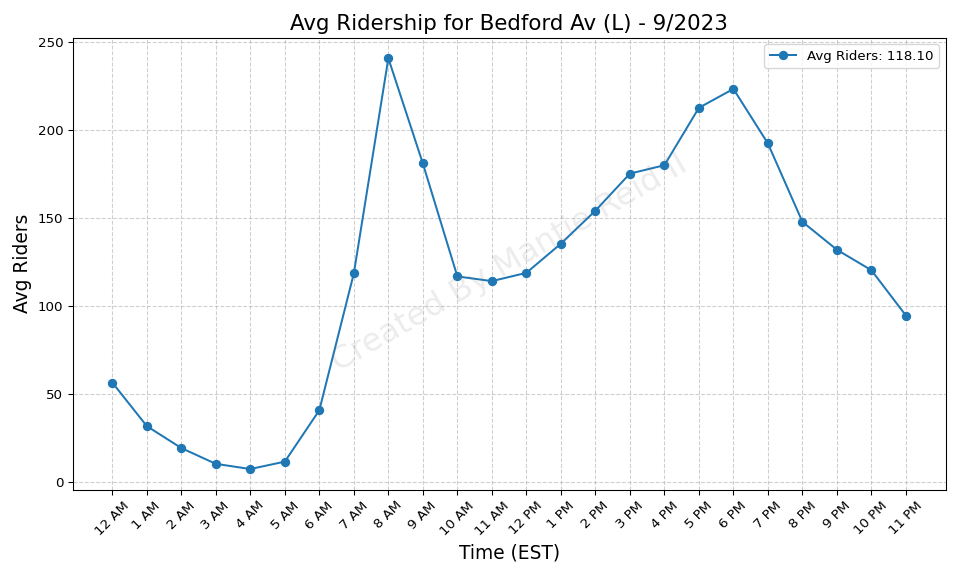 Avg Ridership for Bedford Av (L) - 9/2023
Avg Riders: 118.10
Avg Riders
250
200
150
100
50
0
Created By Mantie Reid II
12 AM
1 AM
2 AM
3 AM
4 AM
5 AM
6 AM
7 AM
8 AM
9 AM
10 AM
11 AM
12 PM
1 PM
2 PM
3 PM
4 PM
5 PM
6 PM
7 PM
8 PM
9 PM
10 PM
11 PM
Time (EST)